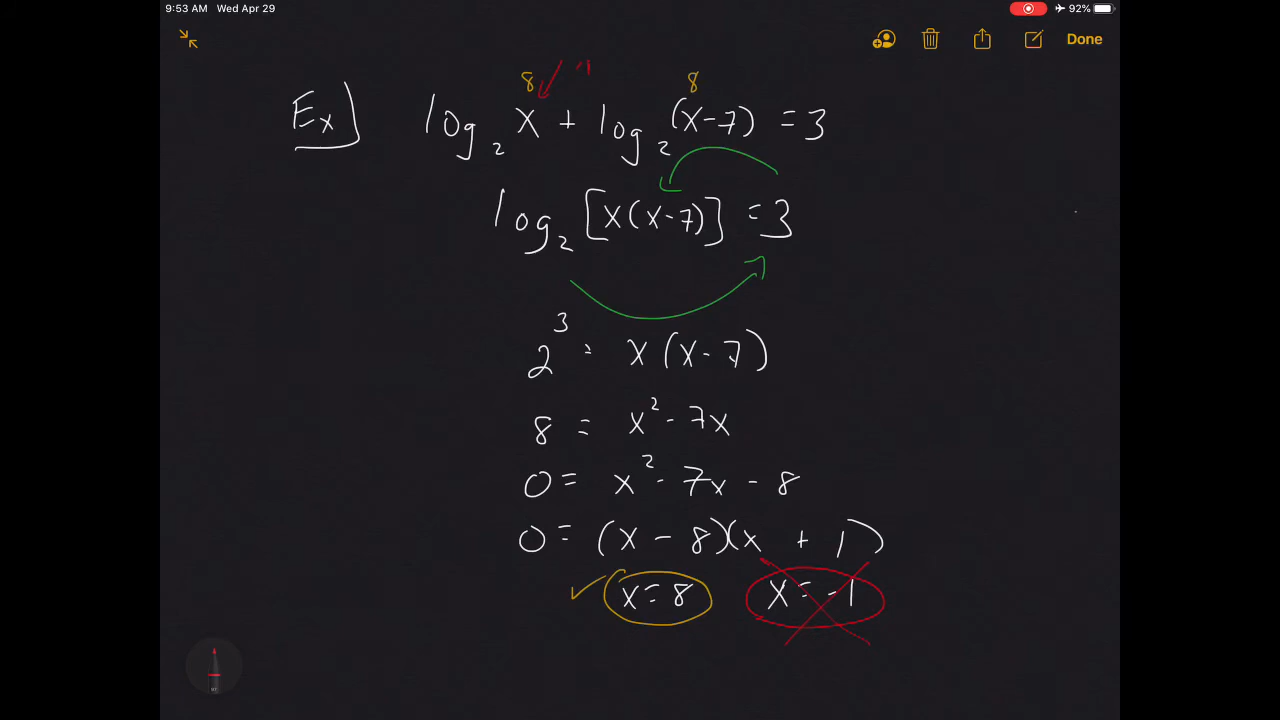 9:53 AM Wed Apr 29 92%
Done
8 -1 8
Ex) log₂ x + log₂ (x-7) = 3
log₂ [x(x-7)] = 3
2³ = x(x-7)
8 = x² - 7x
0 = x² - 7x - 8
0 = (x - 8)(x + 1)
✓ x = 8 x = -1